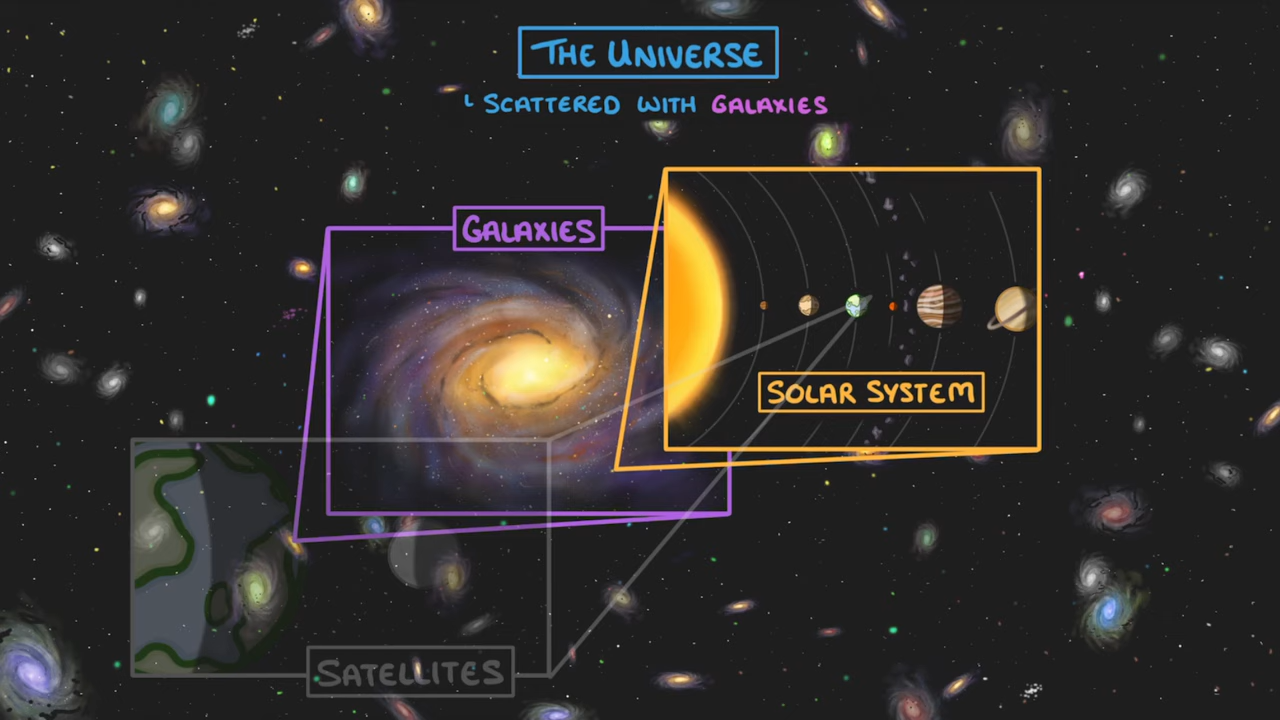 THE UNIVERSE
└ SCATTERED WITH GALAXIES
GALAXIES
SOLAR SYSTEM
SATELLITES